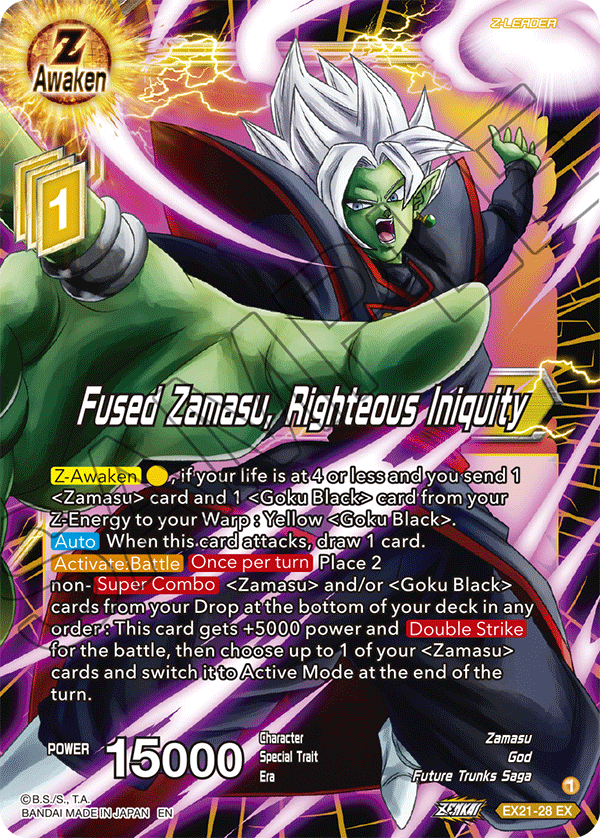 Z-LEADER
Z
Awaken
1
SAMPLE
Fused Zamasu, Righteous Iniquity
Z-Awaken , if your life is at 4 or less and you send 1
<Zamasu> card and 1 <Goku Black> card from your
Z-Energy to your Warp : Yellow <Goku Black>.
Auto When this card attacks, draw 1 card.
Activate:Battle Once per turn Place 2
non- Super Combo <Zamasu> and/or <Goku Black>
cards from your Drop at the bottom of your deck in any
order : This card gets +5000 power and Double Strike
for the battle, then choose up to 1 of your <Zamasu>
cards and switch it to Active Mode at the end of the
turn.
POWER 15000
Character Zamasu
Special Trait God
Era Future Trunks Saga
1
©B.S./S., T.A.
BANDAI MADE IN JAPAN EN
ZENKAI EX21-28 EX